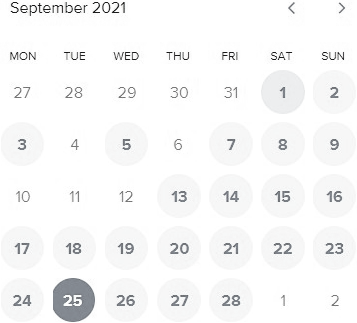 September 2021
MON TUE WED THU FRI SAT SUN
27 28 29 30 31 1 2
3 4 5 6 7 8 9
10 11 12 13 14 15 16
17 18 19 20 21 22 23
24 25 26 27 28 1 2